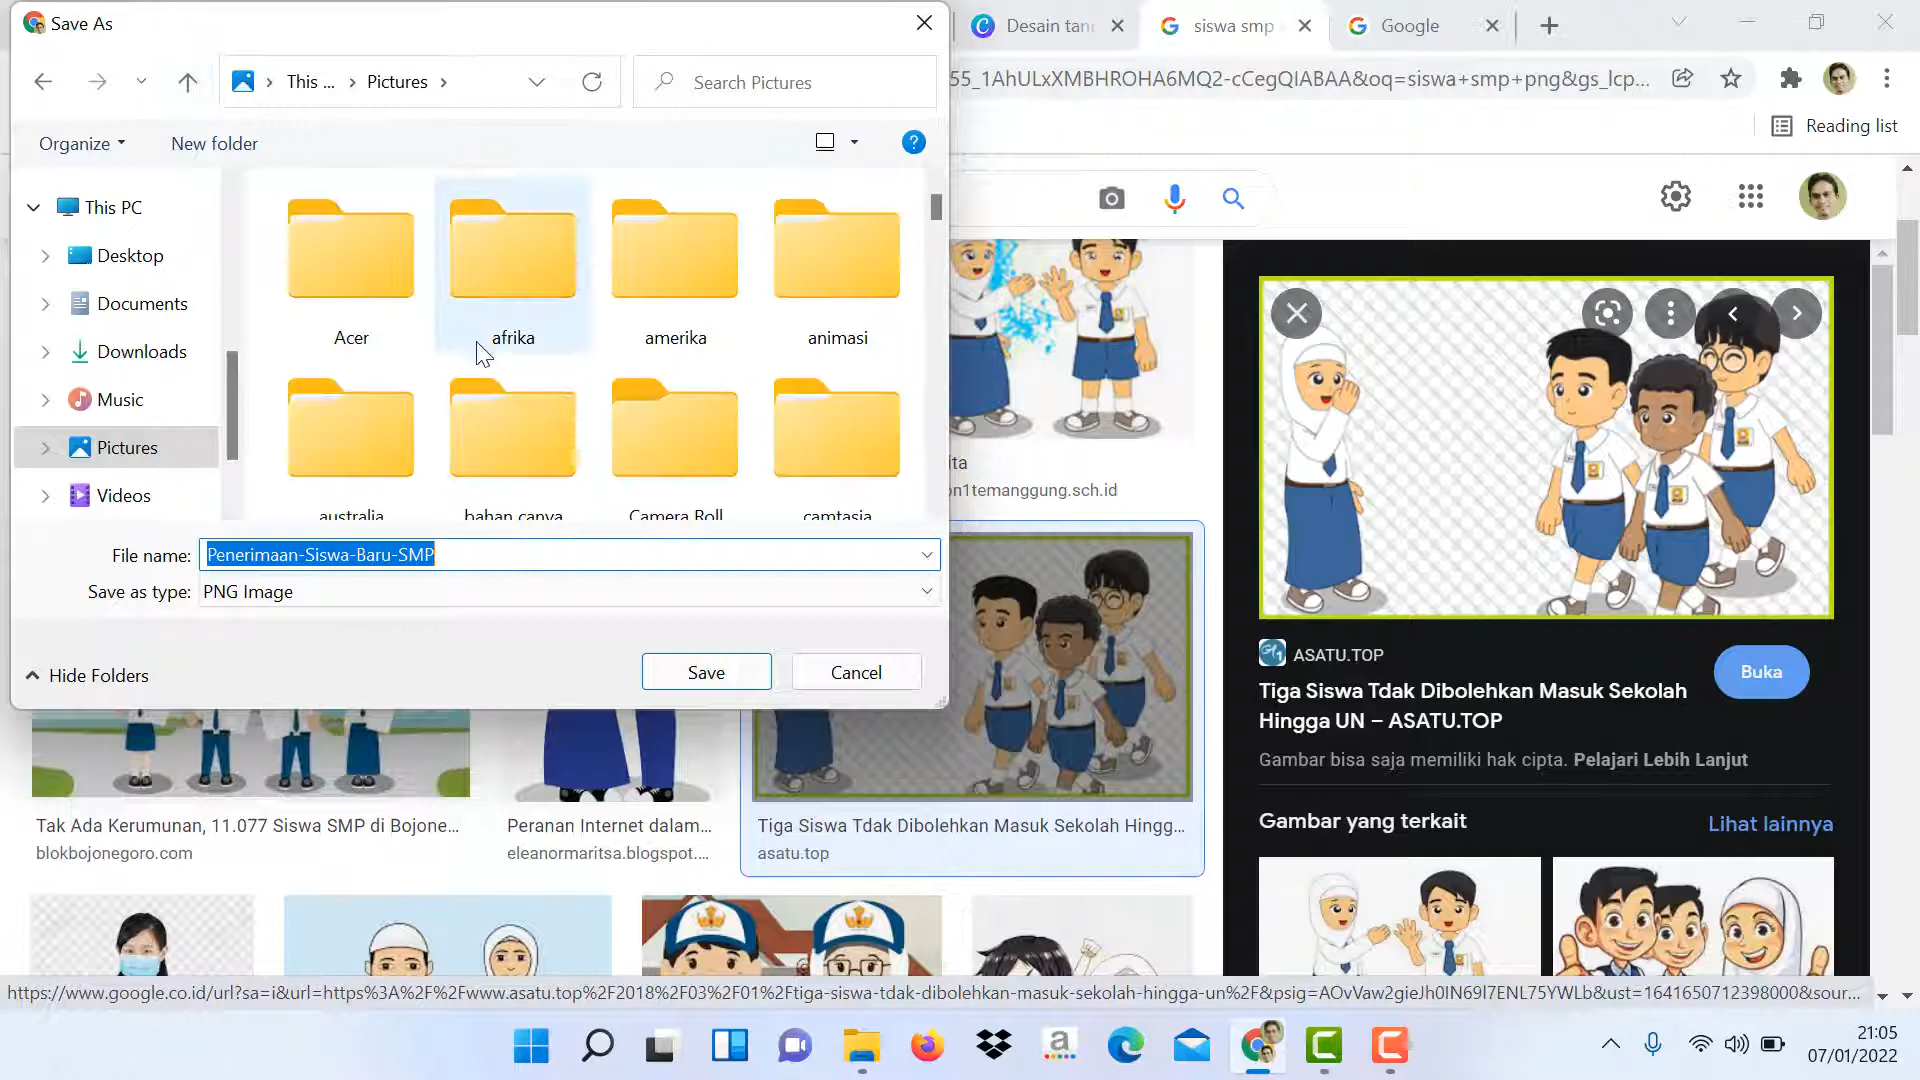 Save As
This ...
Pictures
Search Pictures
Organize
New folder
This PC
Desktop
Documents
Downloads
Music
Pictures
Videos
Acer
afrika
amerika
animasi
australia
bahan canva
Camera Roll
camtasia
File name: Penerimaan-Siswa-Baru-SMP
Save as type: PNG Image
Hide Folders
Save
Cancel
Desain tan
siswa smp
Google
55_1AhULxXMBHROHA6MQ2-cCegQIABAA&oq=siswa+smp+png&gs_lcp...
Reading list
ita
on1temanggung.sch.id
ASATU.TOP
Buka
Tiga Siswa Tdak Dibolehkan Masuk Sekolah
Hingga UN – ASATU.TOP
Gambar bisa saja memiliki hak cipta. Pelajari Lebih Lanjut
Gambar yang terkait
Lihat lainnya
Tak Ada Kerumunan, 11.077 Siswa SMP di Bojone...
blokbojonegoro.com
Peranan Internet dalam...
eleanormaritsa.blogspot....
Tiga Siswa Tdak Dibolehkan Masuk Sekolah Hingg...
asatu.top
https://www.google.co.id/url?sa=i&url=https%3A%2F%2Fwww.asatu.top%2F2018%2F03%2F01%2Ftiga-siswa-tdak-dibolehkan-masuk-sekolah-hingga-un%2F&psig=AOvVaw2gieJh0IN69I7ENL75YWLb&ust=1641650712398000&sour...
21:05
07/01/2022